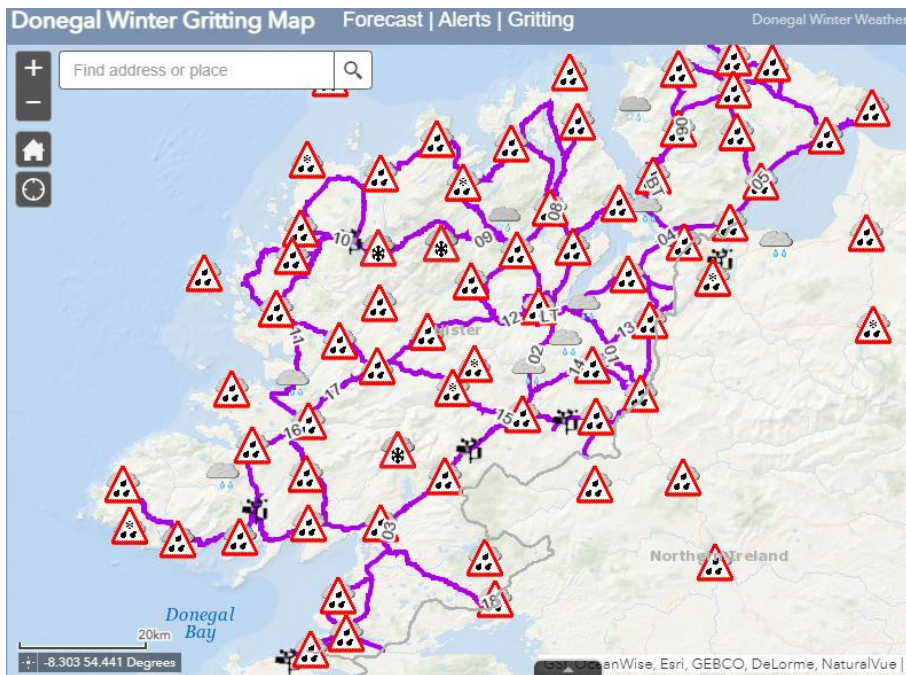 Donegal Winter Gritting Map
Forecast | Alerts | Gritting
Donegal Winter Weather
+
Find address or place
−
06
BT
05
08
04
10
09
LT
12
Ulster
13
11
02
01
14
17
15
16
03
Northern Ireland
18
Donegal
Bay
20km
-8.303 54.441 Degrees
GSI, OceanWise, Esri, GEBCO, DeLorme, NaturalVue |